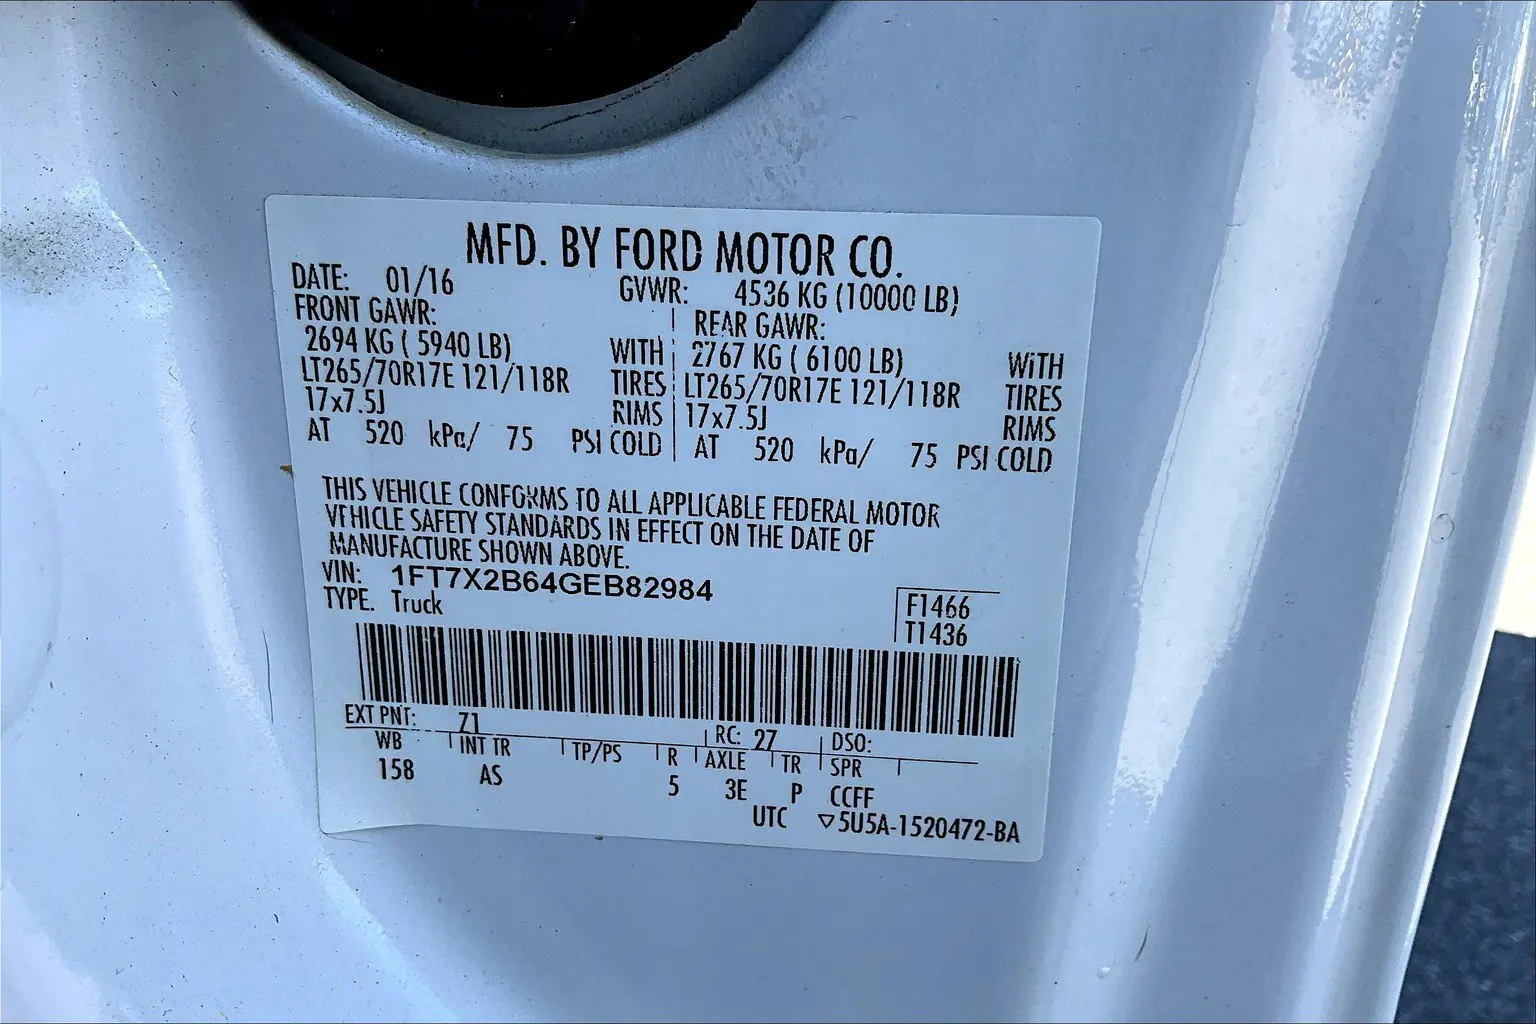 MFD. BY FORD MOTOR CO.
DATE: 01/16 GVWR: 4536 KG (10000 LB)
FRONT GAWR: REAR GAWR:
2694 KG ( 5940 LB) WITH 2767 KG ( 6100 LB) WITH
LT265/70R17E 121/118R TIRES LT265/70R17E 121/118R TIRES
17x7.5J RIMS 17x7.5J RIMS
AT 520 kPa/ 75 PSI COLD AT 520 kPa/ 75 PSI COLD
THIS VEHICLE CONFORMS TO ALL APPLICABLE FEDERAL MOTOR
VEHICLE SAFETY STANDARDS IN EFFECT ON THE DATE OF
MANUFACTURE SHOWN ABOVE.
VIN: 1FT7X2B64GEB82984
TYPE. Truck
F1466
T1436
EXT PNT: Z1 RC: 27 DSO:
WB INT TR TP/PS R AXLE TR SPR
158 AS 5 3E P CCFF
UTC ▽5U5A-1520472-BA